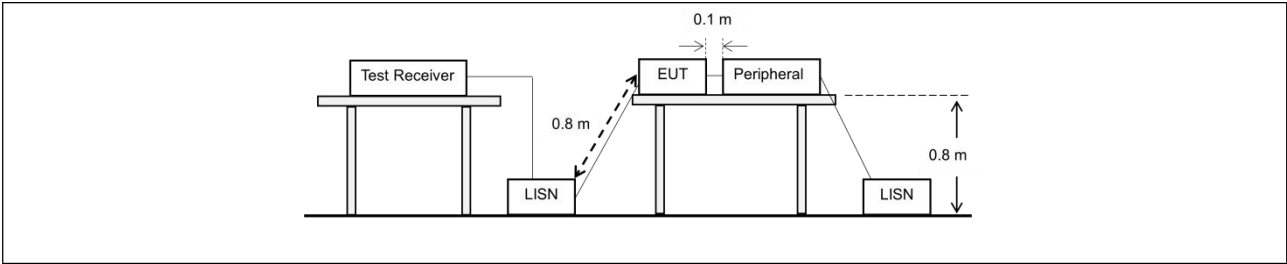 0.1 m
Test Receiver
EUT
Peripheral
0.8 m
0.8 m
LISN
LISN